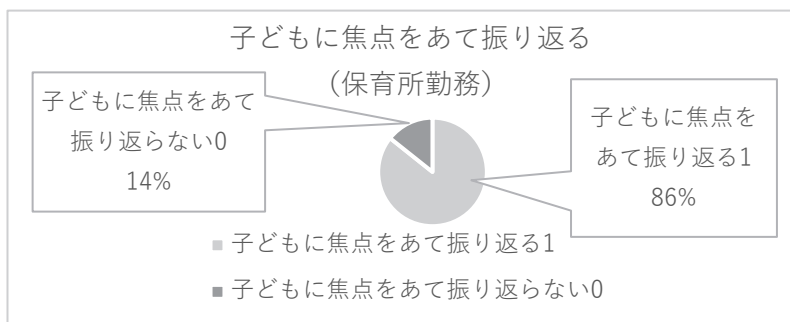 子どもに焦点をあて振り返る
(保育所勤務)
子どもに焦点をあて
振り返らない0
14%
子どもに焦点を
あて振り返る1
86%
子どもに焦点をあて振り返る1
子どもに焦点をあて振り返らない0